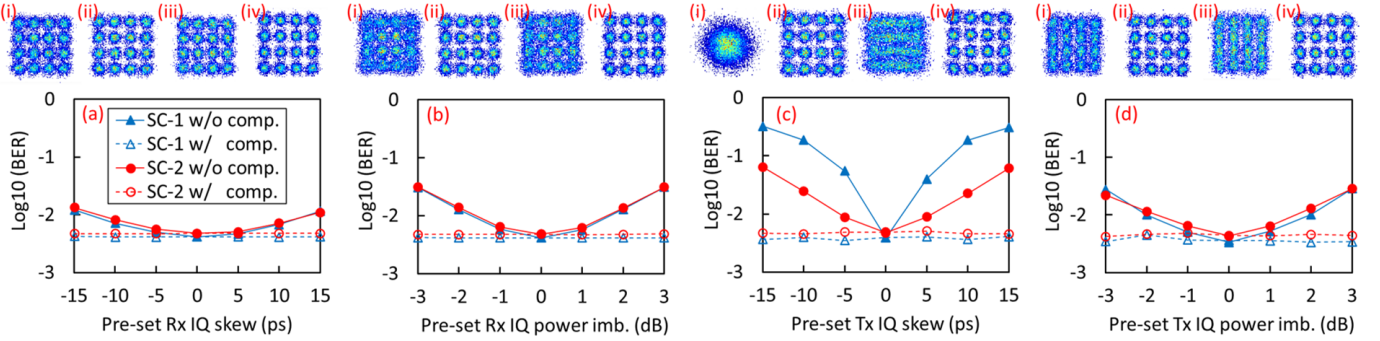 (i) (ii) (iii) (iv) (i) (ii) (iii) (iv) (i) (ii) (iii) (iv) (i) (ii) (iii) (iv)
(a)
SC-1 w/o comp.
SC-1 w/ comp.
SC-2 w/o comp.
SC-2 w/ comp.
Log10 (BER)
0
-1
-2
-3
-15 -10 -5 0 5 10 15
Pre-set Rx IQ skew (ps)
(b)
Log10 (BER)
0
-1
-2
-3
-3 -2 -1 0 1 2 3
Pre-set Rx IQ power imb. (dB)
(c)
Log10 (BER)
0
-1
-2
-3
-15 -10 -5 0 5 10 15
Pre-set Tx IQ skew (ps)
(d)
Log10 (BER)
0
-1
-2
-3
-3 -2 -1 0 1 2 3
Pre-set Tx IQ power imb. (dB)